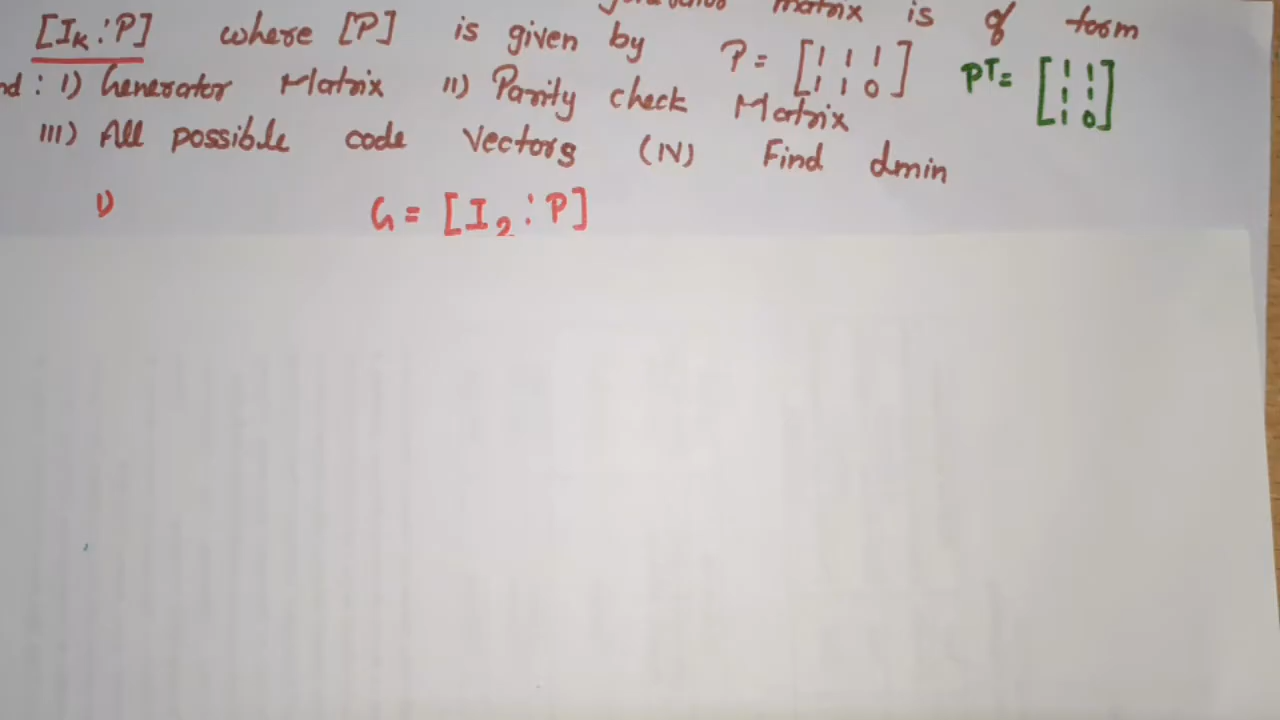 matrix is of form
[Ik : P] where [P] is given by P = [1 1 1 / 1 1 0] Pᵀ = [1 1 / 1 1 / 1 0]
nd : i) Generator Matrix ii) Parity check Matrix
iii) All possible code vectors (iv) Find dmin
i) G = [I₂ : P]